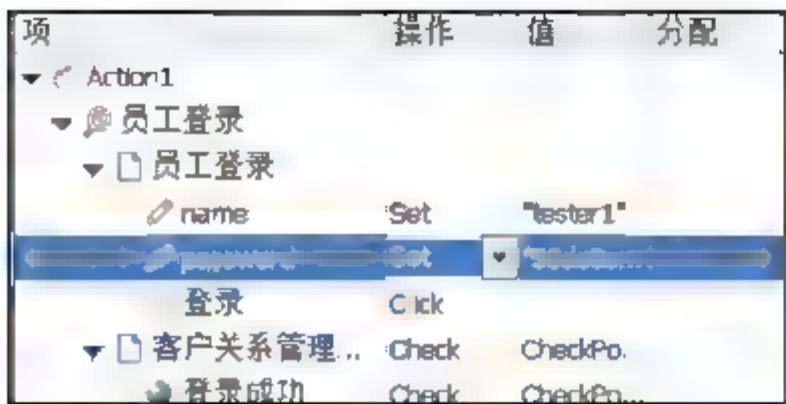 项 操作 值 分配
Action1
员工登录
员工登录
name Set "tester1"
登录 Click
客户关系管理... Check CheckPo.
登录成功 Check CheckPo...